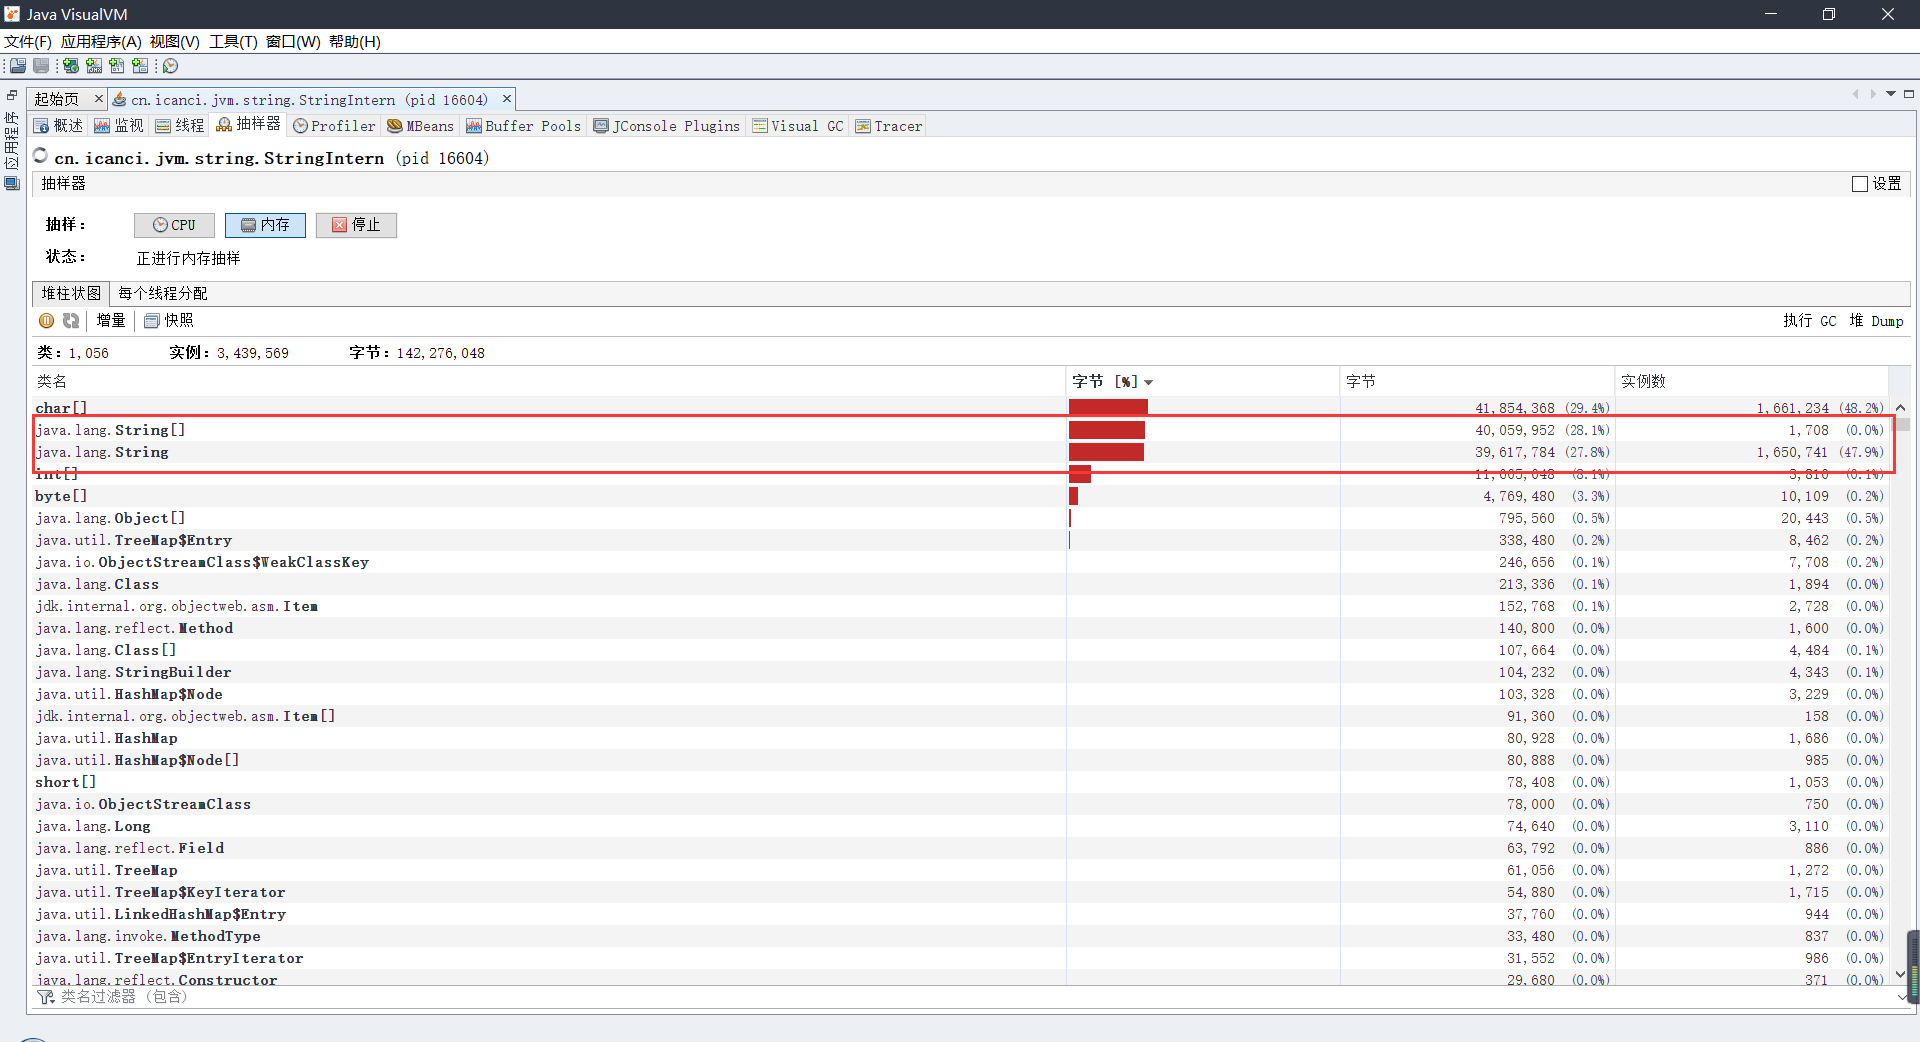 Java VisualVM
文件(F) 应用程序(A) 视图(V) 工具(T) 窗口(W) 帮助(H)
应用程序
起始页 cn.icanci.jvm.string.StringIntern (pid 16604)
概述 监视 线程 抽样器 Profiler MBeans Buffer Pools JConsole Plugins Visual GC Tracer
cn.icanci.jvm.string.StringIntern (pid 16604)
抽样器 设置
抽样: CPU 内存 停止
状态: 正进行内存抽样
堆柱状图 每个线程分配
增量 快照 执行 GC 堆 Dump
类: 1,056 实例: 3,439,569 字节: 142,276,048
类名 字节 [%] 字节 实例数
char[] 41,854,368 (29.4%) 1,661,234 (48.2%)
java.lang.String[] 40,059,952 (28.1%) 1,708 (0.0%)
java.lang.String 39,617,784 (27.8%) 1,650,741 (47.9%)
int[] 11,605,048 (8.1%) 3,810 (0.1%)
byte[] 4,769,480 (3.3%) 10,109 (0.2%)
java.lang.Object[] 795,560 (0.5%) 20,443 (0.5%)
java.util.TreeMap$Entry 338,480 (0.2%) 8,462 (0.2%)
java.io.ObjectStreamClass$WeakClassKey 246,656 (0.1%) 7,708 (0.2%)
java.lang.Class 213,336 (0.1%) 1,894 (0.0%)
jdk.internal.org.objectweb.asm.Item 152,768 (0.1%) 2,728 (0.0%)
java.lang.reflect.Method 140,800 (0.0%) 1,600 (0.0%)
java.lang.Class[] 107,664 (0.0%) 4,484 (0.1%)
java.lang.StringBuilder 104,232 (0.0%) 4,343 (0.1%)
java.util.HashMap$Node 103,328 (0.0%) 3,229 (0.0%)
jdk.internal.org.objectweb.asm.Item[] 91,360 (0.0%) 158 (0.0%)
java.util.HashMap 80,928 (0.0%) 1,686 (0.0%)
java.util.HashMap$Node[] 80,888 (0.0%) 985 (0.0%)
short[] 78,408 (0.0%) 1,053 (0.0%)
java.io.ObjectStreamClass 78,000 (0.0%) 750 (0.0%)
java.lang.Long 74,640 (0.0%) 3,110 (0.0%)
java.lang.reflect.Field 63,792 (0.0%) 886 (0.0%)
java.util.TreeMap 61,056 (0.0%) 1,272 (0.0%)
java.util.TreeMap$KeyIterator 54,880 (0.0%) 1,715 (0.0%)
java.util.LinkedHashMap$Entry 37,760 (0.0%) 944 (0.0%)
java.lang.invoke.MethodType 33,480 (0.0%) 837 (0.0%)
java.util.TreeMap$EntryIterator 31,552 (0.0%) 986 (0.0%)
java.lang.reflect.Constructor 29,680 (0.0%) 371 (0.0%)
类名过滤器 (包含)